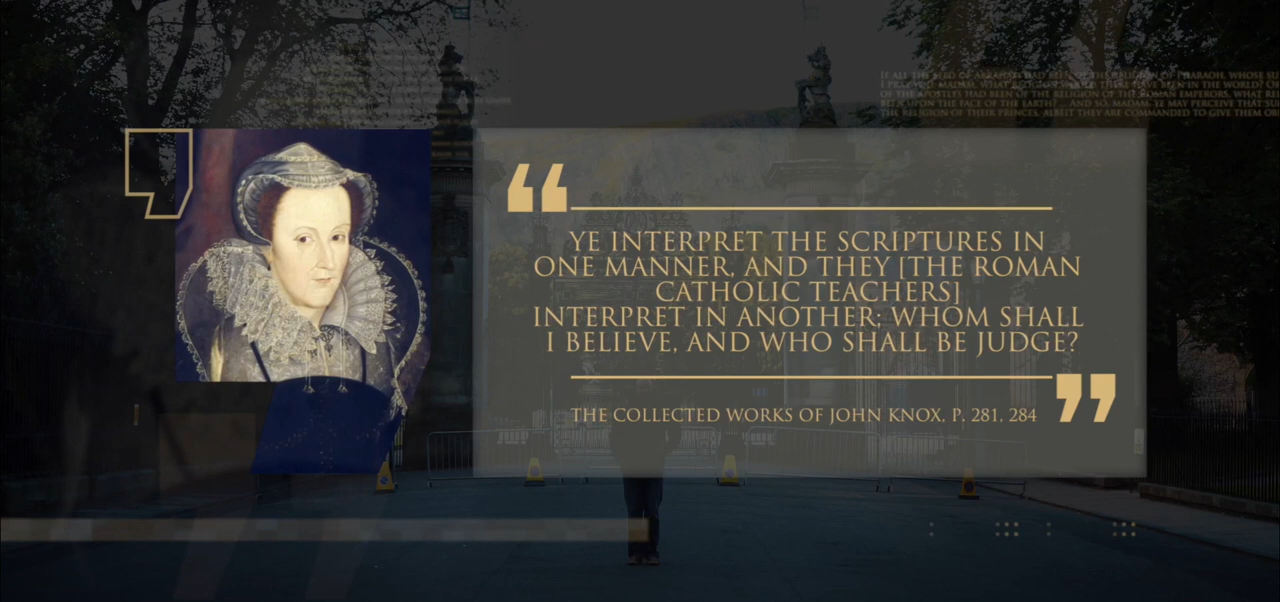 YE INTERPRET THE SCRIPTURES IN
ONE MANNER, AND THEY [THE ROMAN
CATHOLIC TEACHERS]
INTERPRET IN ANOTHER; WHOM SHALL
I BELIEVE, AND WHO SHALL BE JUDGE?
THE COLLECTED WORKS OF JOHN KNOX, P. 281, 284